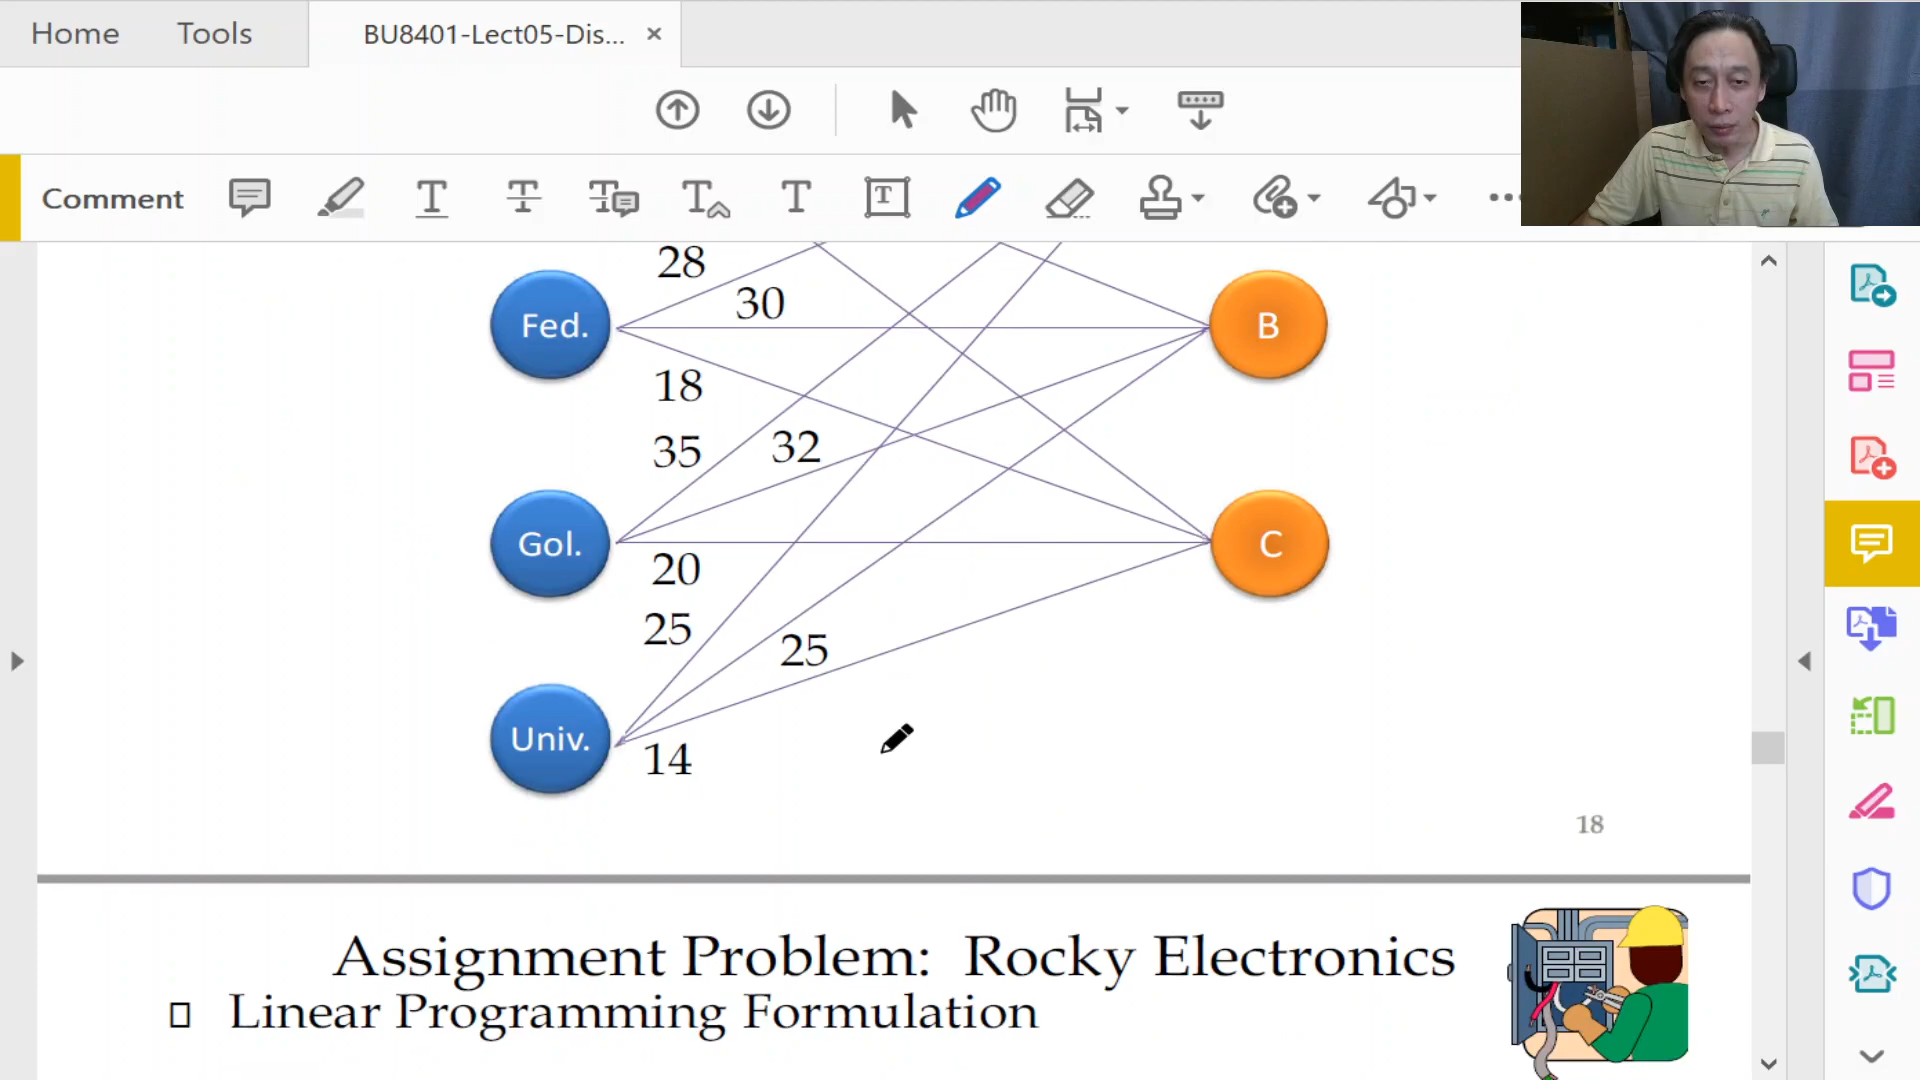 Home Tools BU8401-Lect05-Dis... ×
Comment
28
30
Fed. B
18
35 32
Gol. C
20
25
25
Univ.
14
18
Assignment Problem: Rocky Electronics
Linear Programming Formulation